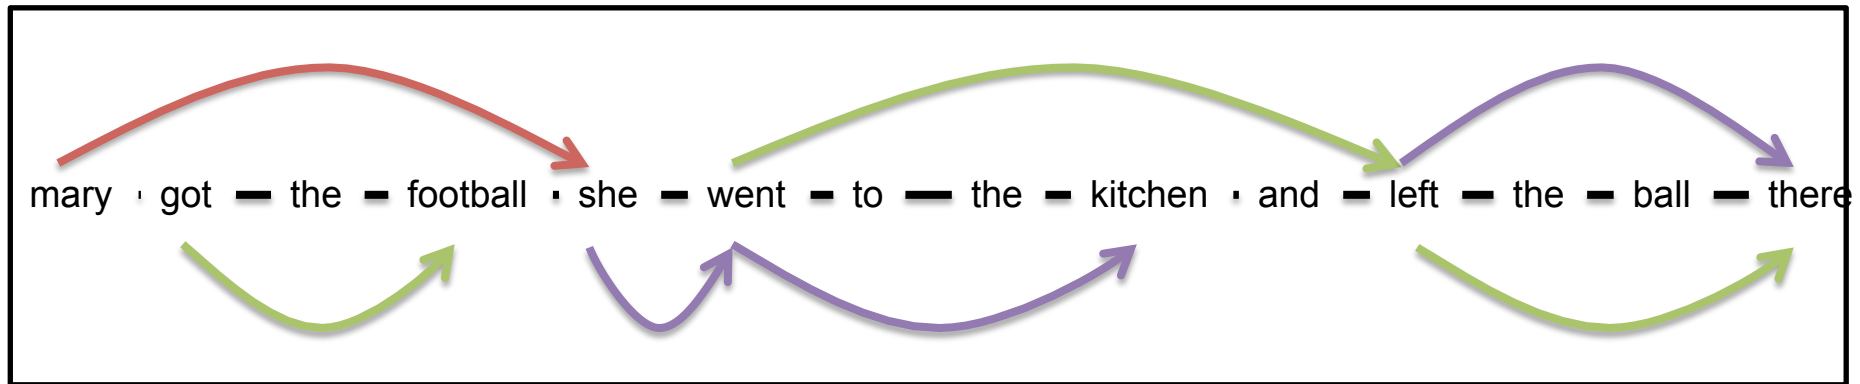 mary got the football she went to the kitchen and left the ball there